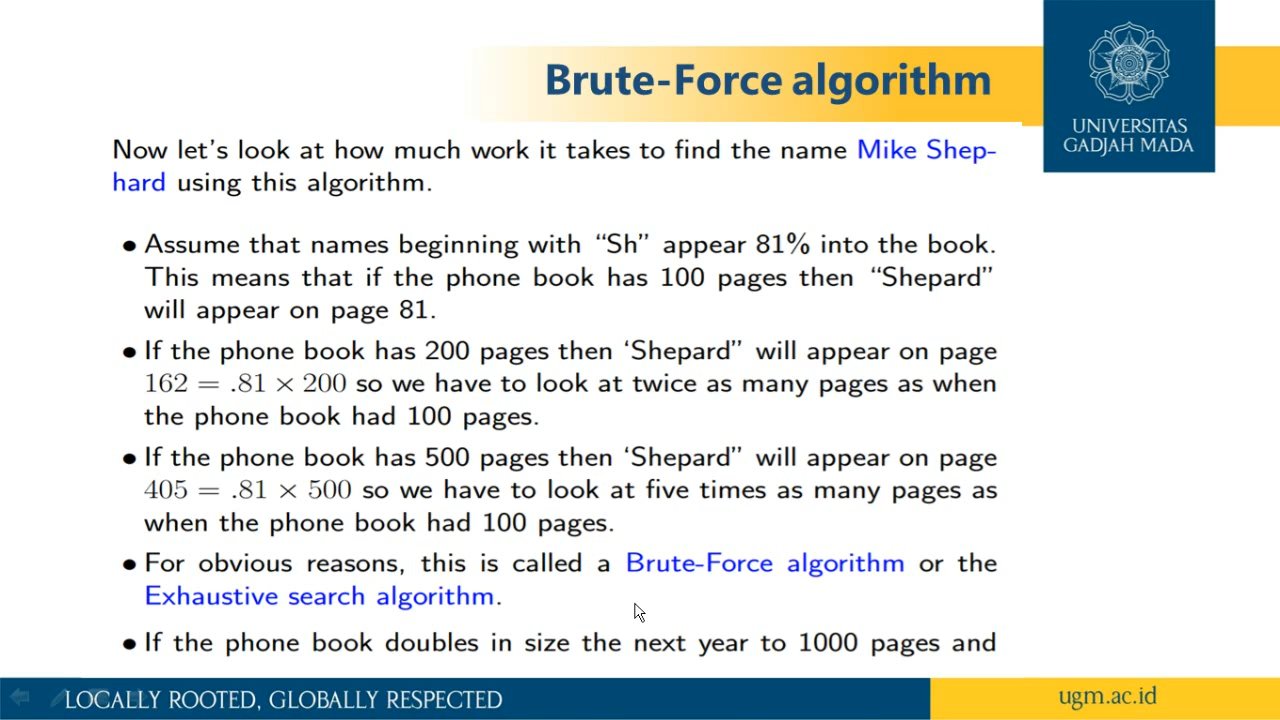 Brute-Force algorithm
UNIVERSITAS
GADJAH MADA
Now let's look at how much work it takes to find the name Mike Shep-
hard using this algorithm.
● Assume that names beginning with “Sh” appear 81% into the book.
This means that if the phone book has 100 pages then “Shepard”
will appear on page 81.
● If the phone book has 200 pages then ‘Shepard” will appear on page
162 = .81 × 200 so we have to look at twice as many pages as when
the phone book had 100 pages.
● If the phone book has 500 pages then ‘Shepard” will appear on page
405 = .81 × 500 so we have to look at five times as many pages as
when the phone book had 100 pages.
● For obvious reasons, this is called a Brute-Force algorithm or the
Exhaustive search algorithm.
● If the phone book doubles in size the next year to 1000 pages and
LOCALLY ROOTED, GLOBALLY RESPECTED
ugm.ac.id